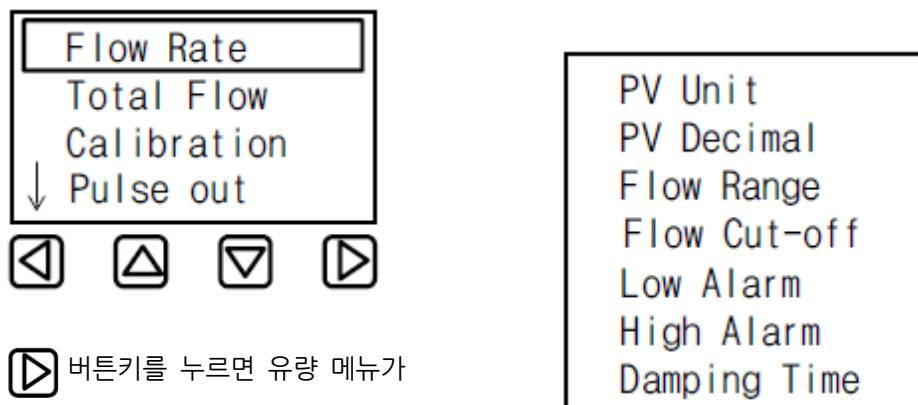 Flow Rate
Total Flow
Calibration
Pulse out
버튼키를 누르면 유량 메뉴가
PV Unit
PV Decimal
Flow Range
Flow Cut-off
Low Alarm
High Alarm
Damping Time